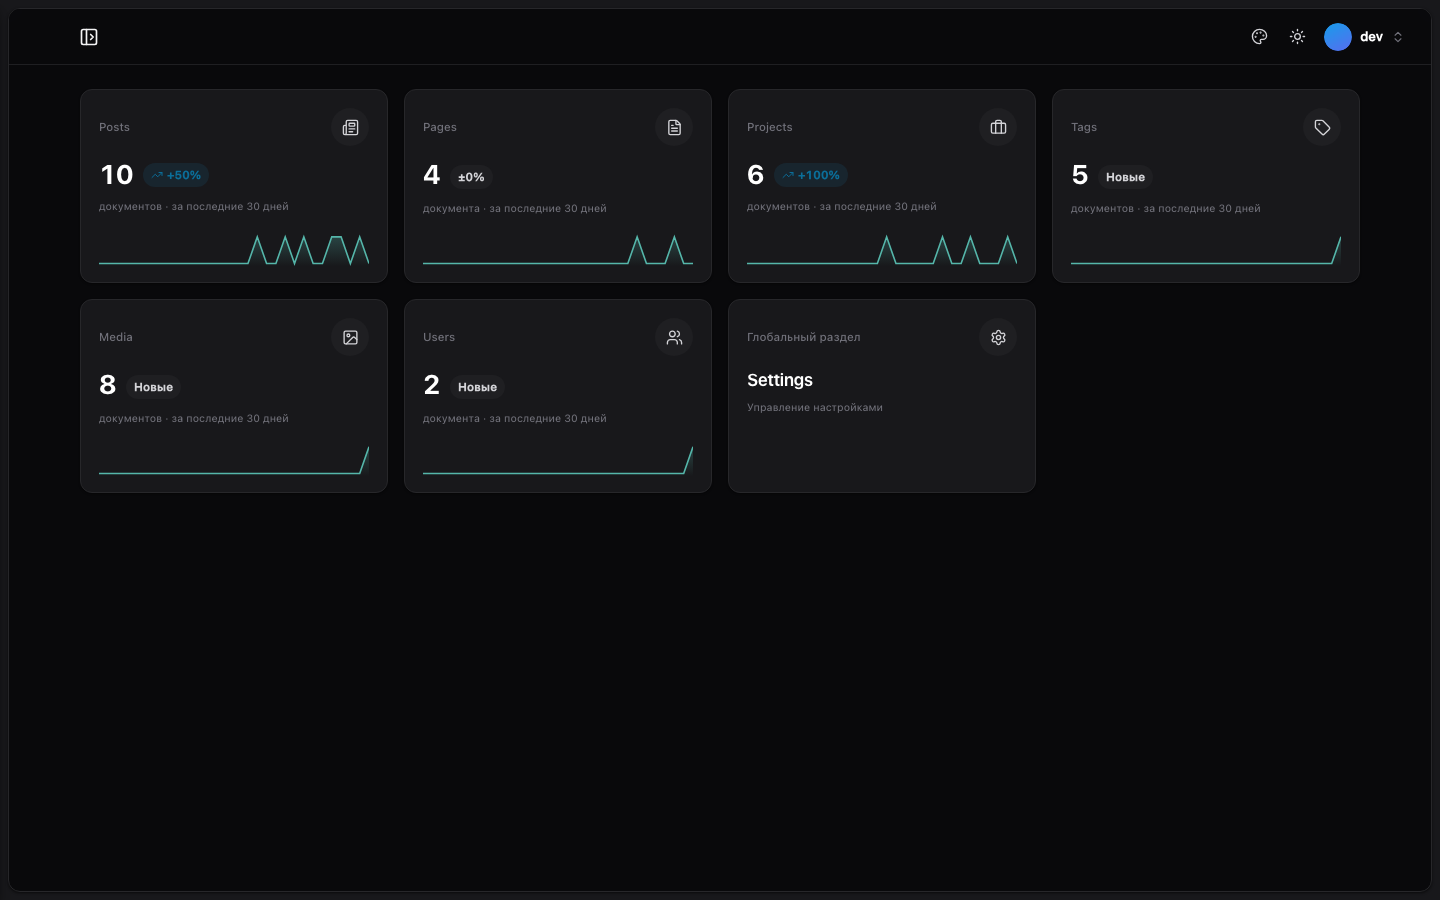 dev
Posts
10 +50%
документов · за последние 30 дней
Pages
4 ±0%
документа · за последние 30 дней
Projects
6 +100%
документов · за последние 30 дней
Tags
5 Новые
документов · за последние 30 дней
Media
8 Новые
документов · за последние 30 дней
Users
2 Новые
документа · за последние 30 дней
Глобальный раздел
Settings
Управление настройками